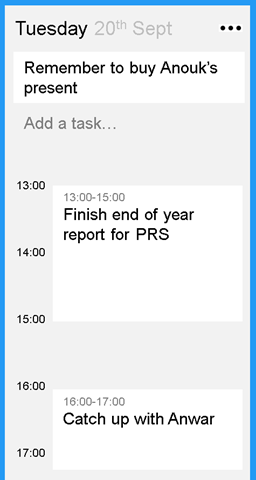 Tuesday 20th Sept •••
Remember to buy Anouk's
present
Add a task...
13:00
13:00-15:00
Finish end of year
report for PRS
14:00
15:00
16:00
16:00-17:00
Catch up with Anwar
17:00